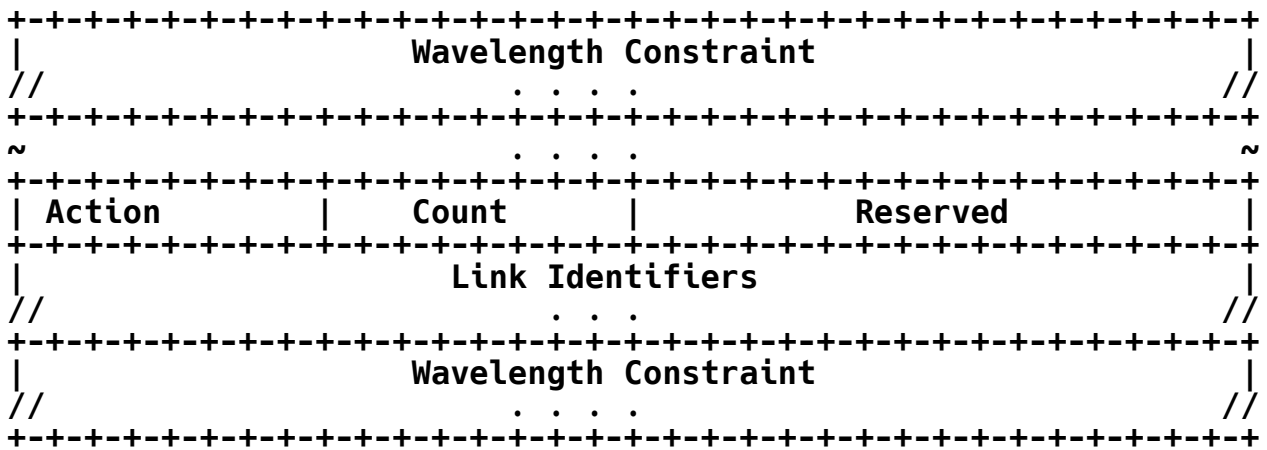 +-+-+-+-+-+-+-+-+-+-+-+-+-+-+-+-+-+-+-+-+-+-+-+-+-+-+-+-+-+-+-+-+
|                     Wavelength Constraint                      |
//                        . . . .                              //
+-+-+-+-+-+-+-+-+-+-+-+-+-+-+-+-+-+-+-+-+-+-+-+-+-+-+-+-+-+-+-+-+
~                         . . . .                               ~
+-+-+-+-+-+-+-+-+-+-+-+-+-+-+-+-+-+-+-+-+-+-+-+-+-+-+-+-+-+-+-+-+
| Action        |    Count      |           Reserved            |
+-+-+-+-+-+-+-+-+-+-+-+-+-+-+-+-+-+-+-+-+-+-+-+-+-+-+-+-+-+-+-+-+
|                      Link Identifiers                         |
//                          . . .                              //
+-+-+-+-+-+-+-+-+-+-+-+-+-+-+-+-+-+-+-+-+-+-+-+-+-+-+-+-+-+-+-+-+
|                    Wavelength Constraint                      |
//                        . . . .                              //
+-+-+-+-+-+-+-+-+-+-+-+-+-+-+-+-+-+-+-+-+-+-+-+-+-+-+-+-+-+-+-+-+